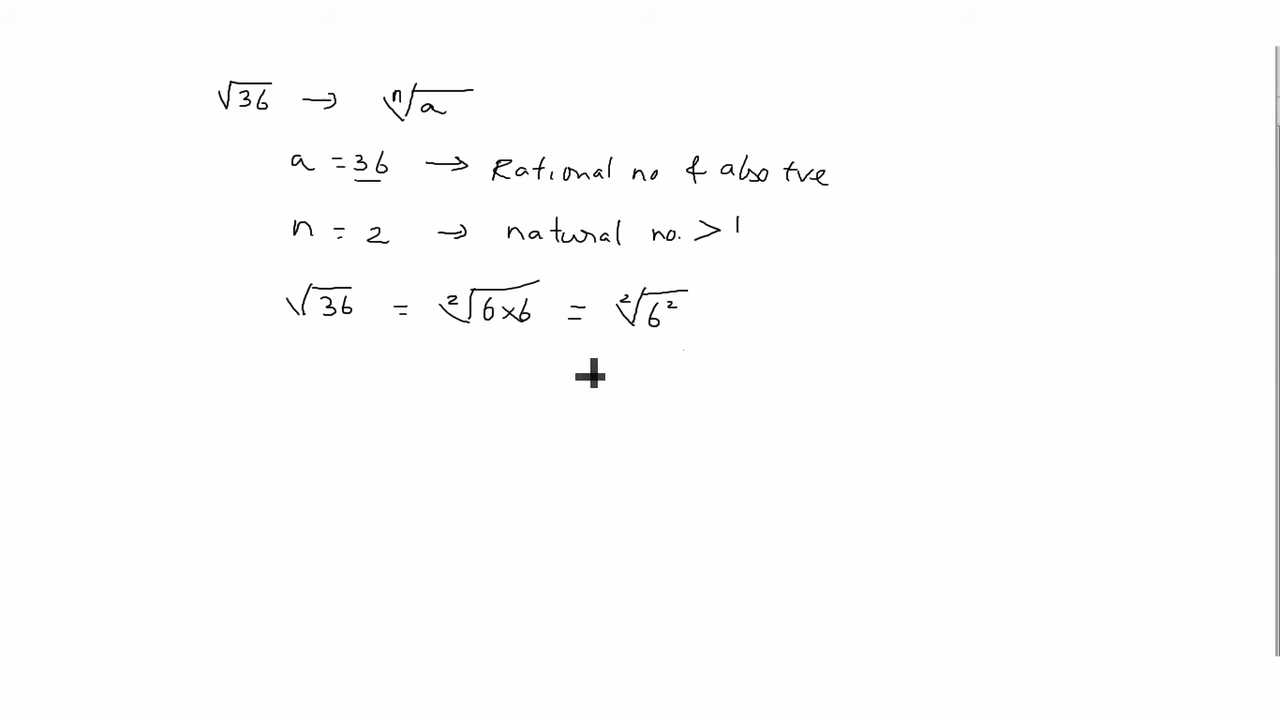 √36 → ⁿ√a
a = 36 → Rational no & also +ve
n = 2 → natural no. > 1
√36 = ²√6×6 = ²√6²